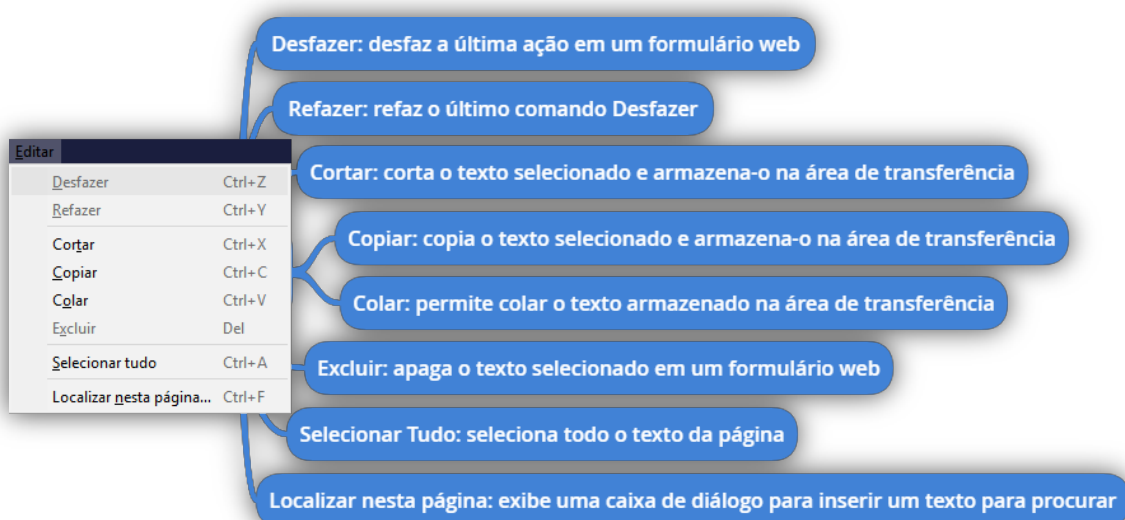 Desfazer: desfaz a última ação em um formulário web
Refazer: refaz o último comando Desfazer
Cortar: corta o texto selecionado e armazena-o na área de transferência
Copiar: copia o texto selecionado e armazena-o na área de transferência
Colar: permite colar o texto armazenado na área de transferência
Excluir: apaga o texto selecionado em um formulário web
Selecionar Tudo: seleciona todo o texto da página
Localizar nesta página: exibe uma caixa de diálogo para inserir um texto para procurar
Editar
Desfazer Ctrl+Z
Refazer Ctrl+Y
Cortar Ctrl+X
Copiar Ctrl+C
Colar Ctrl+V
Excluir Del
Selecionar tudo Ctrl+A
Localizar nesta página... Ctrl+F